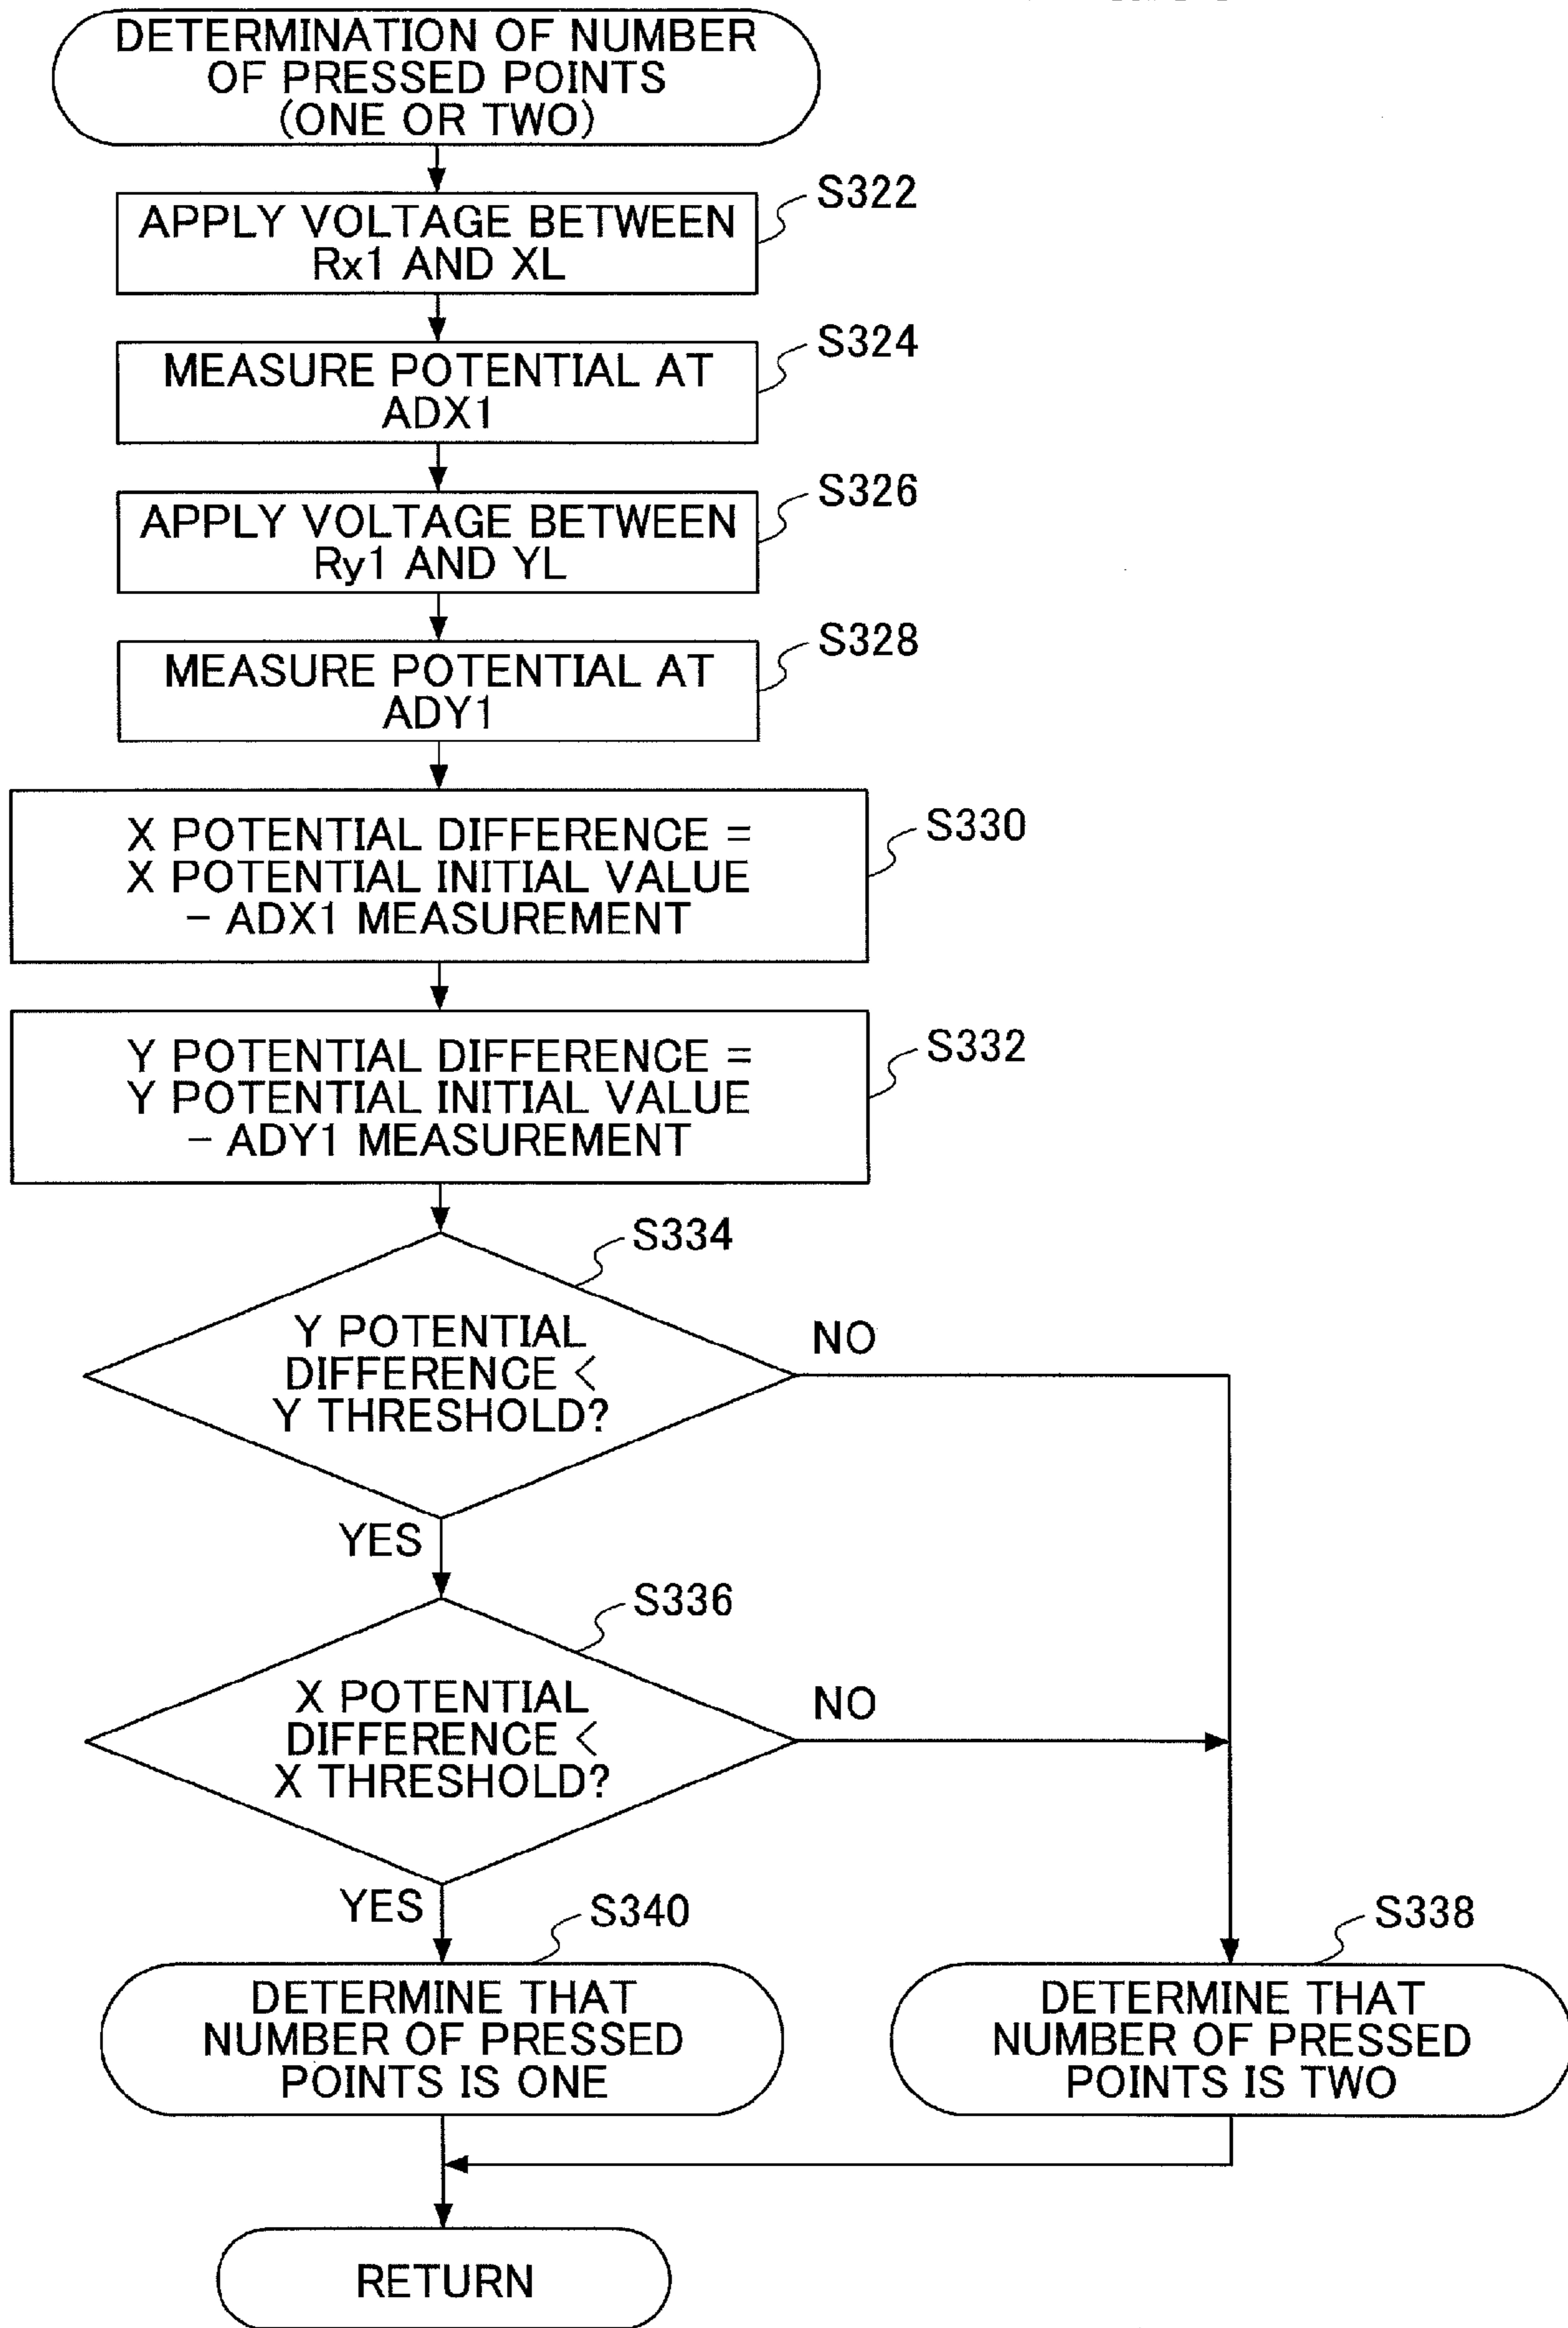 DETERMINATION OF NUMBER
OF PRESSED POINTS
(ONE OR TWO)
S322
APPLY VOLTAGE BETWEEN
Rx1 AND XL
S324
MEASURE POTENTIAL AT
ADX1
S326
APPLY VOLTAGE BETWEEN
Ry1 AND YL
S328
MEASURE POTENTIAL AT
ADY1
S330
X POTENTIAL DIFFERENCE =
X POTENTIAL INITIAL VALUE
– ADX1 MEASUREMENT
S332
Y POTENTIAL DIFFERENCE =
Y POTENTIAL INITIAL VALUE
– ADY1 MEASUREMENT
S334
Y POTENTIAL
DIFFERENCE <
Y THRESHOLD?
NO
YES
S336
X POTENTIAL
DIFFERENCE <
X THRESHOLD?
NO
YES
S340
DETERMINE THAT
NUMBER OF PRESSED
POINTS IS ONE
S338
DETERMINE THAT
NUMBER OF PRESSED
POINTS IS TWO
RETURN